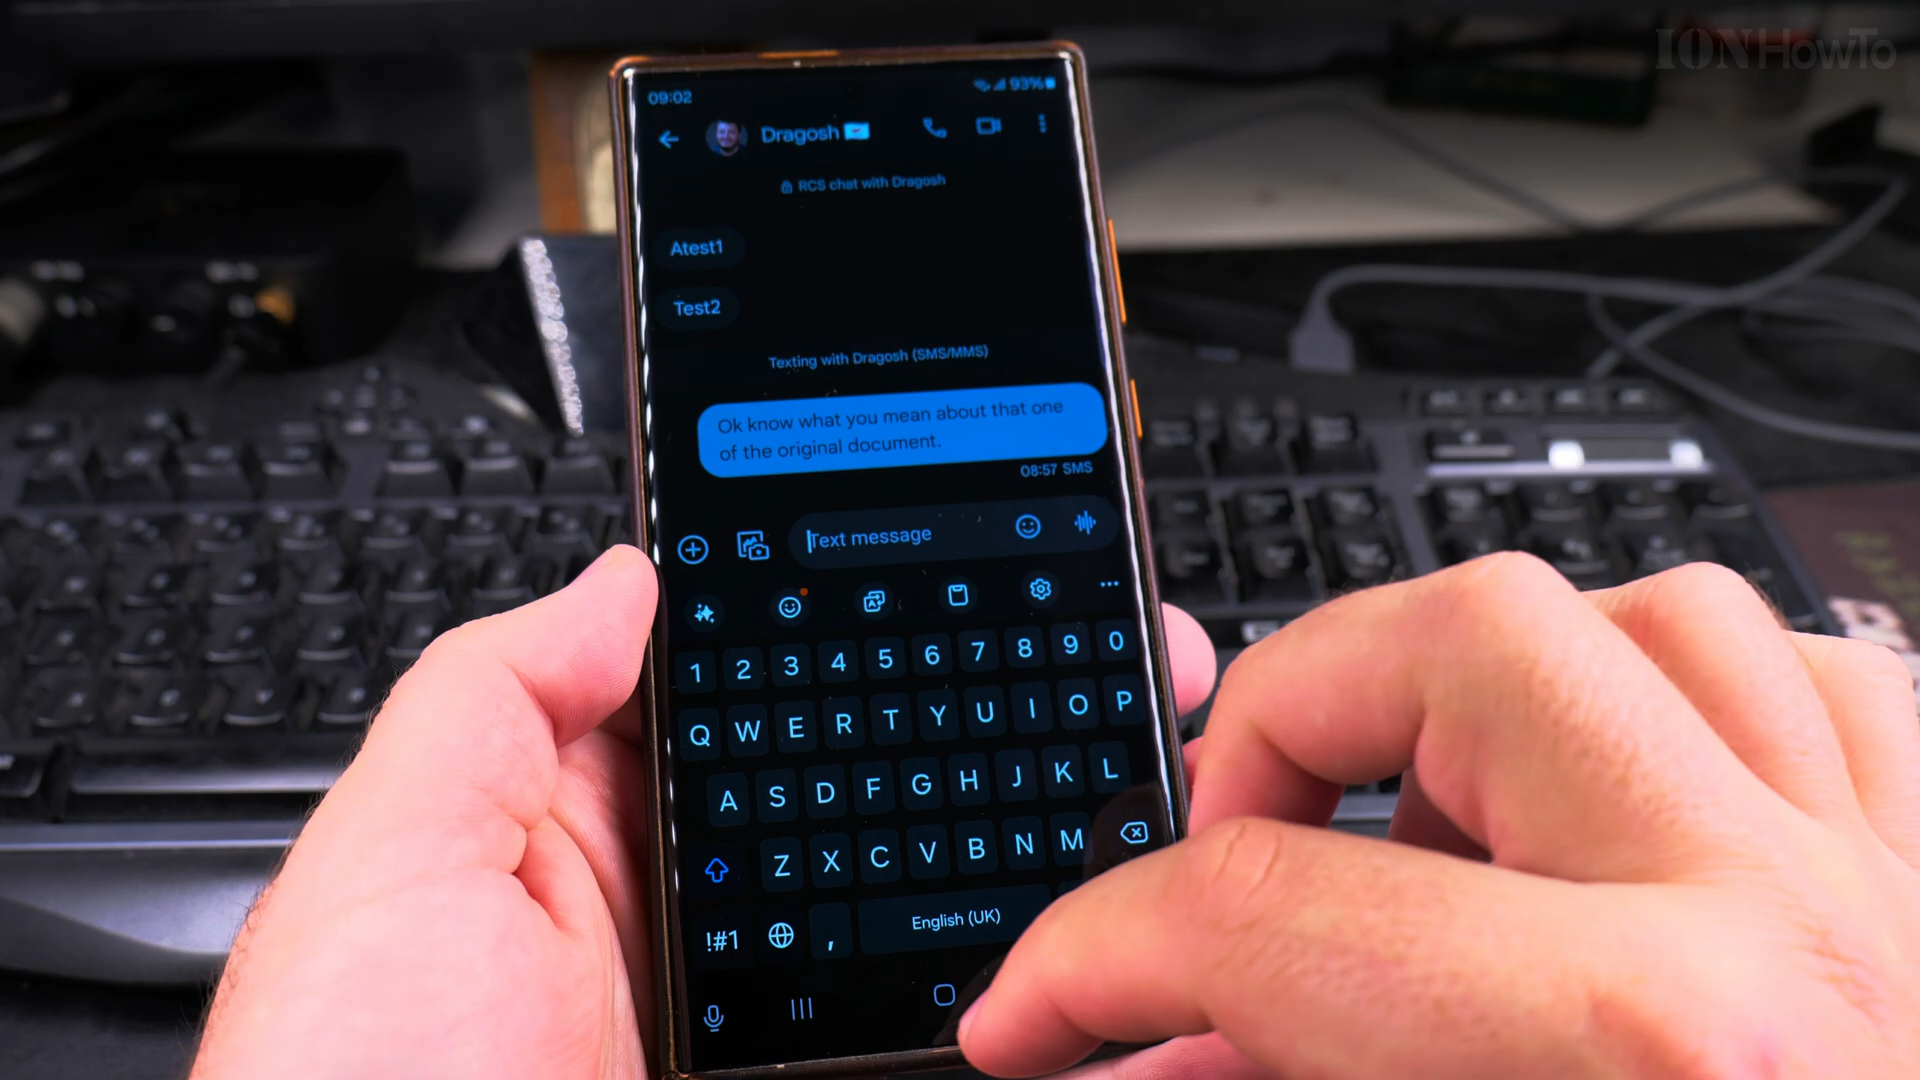 IONHowTo
09:02
93%
Dragosh
RCS chat with Dragosh
Atest1
Test2
Texting with Dragosh (SMS/MMS)
Ok know what you mean about that one
of the original document.
08:57 SMS
Text message
1 2 3 4 5 6 7 8 9 0
Q W E R T Y U I O P
A S D F G H J K L
Z X C V B N M
!#1 , English (UK)